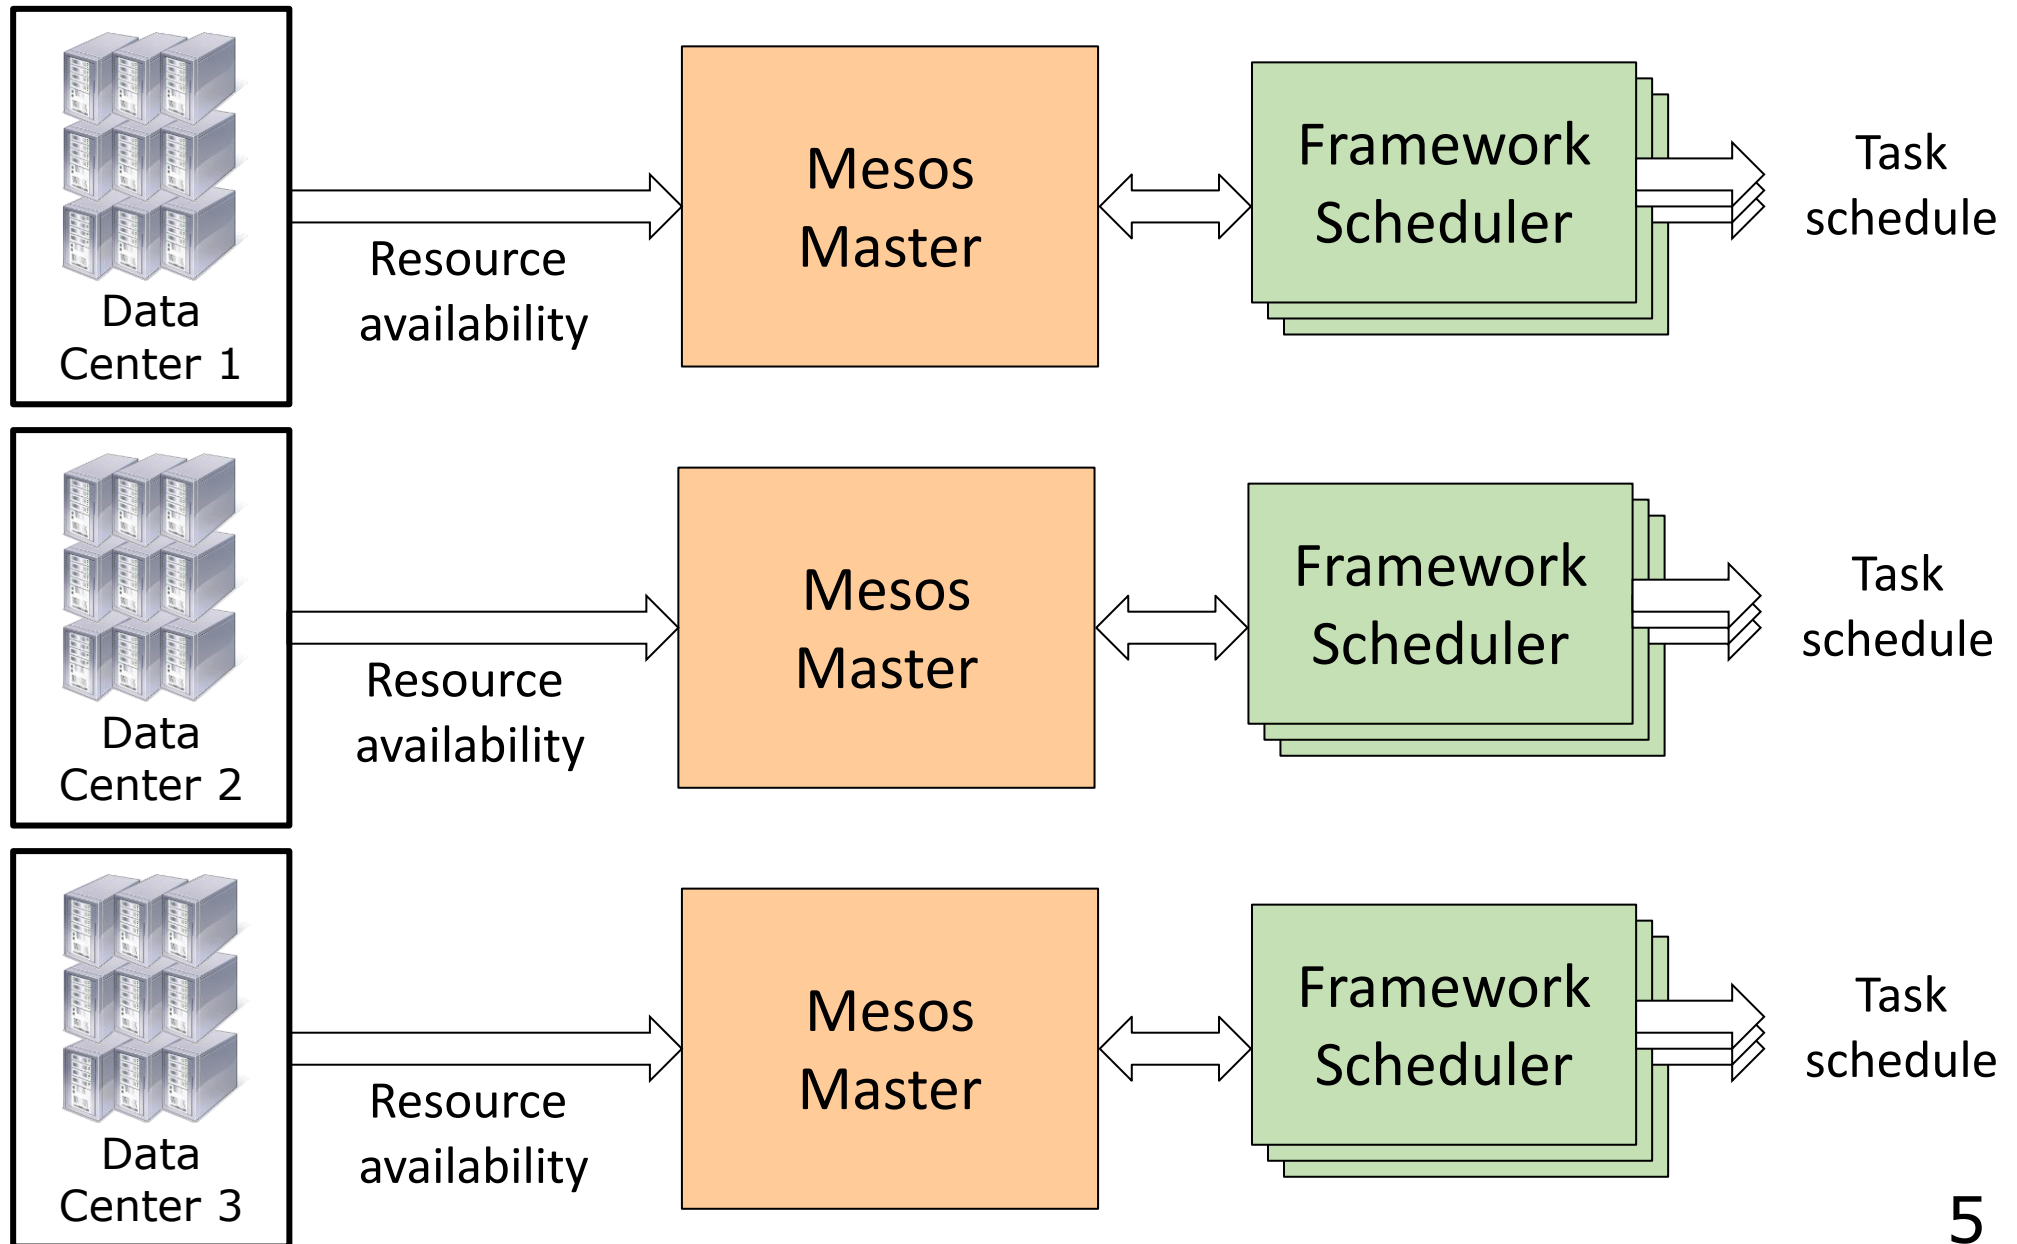 Data
Center 1
Resource
availability
Mesos
Master
Framework
Scheduler
Task
schedule
Data
Center 2
Resource
availability
Mesos
Master
Framework
Scheduler
Task
schedule
Data
Center 3
Resource
availability
Mesos
Master
Framework
Scheduler
Task
schedule
5